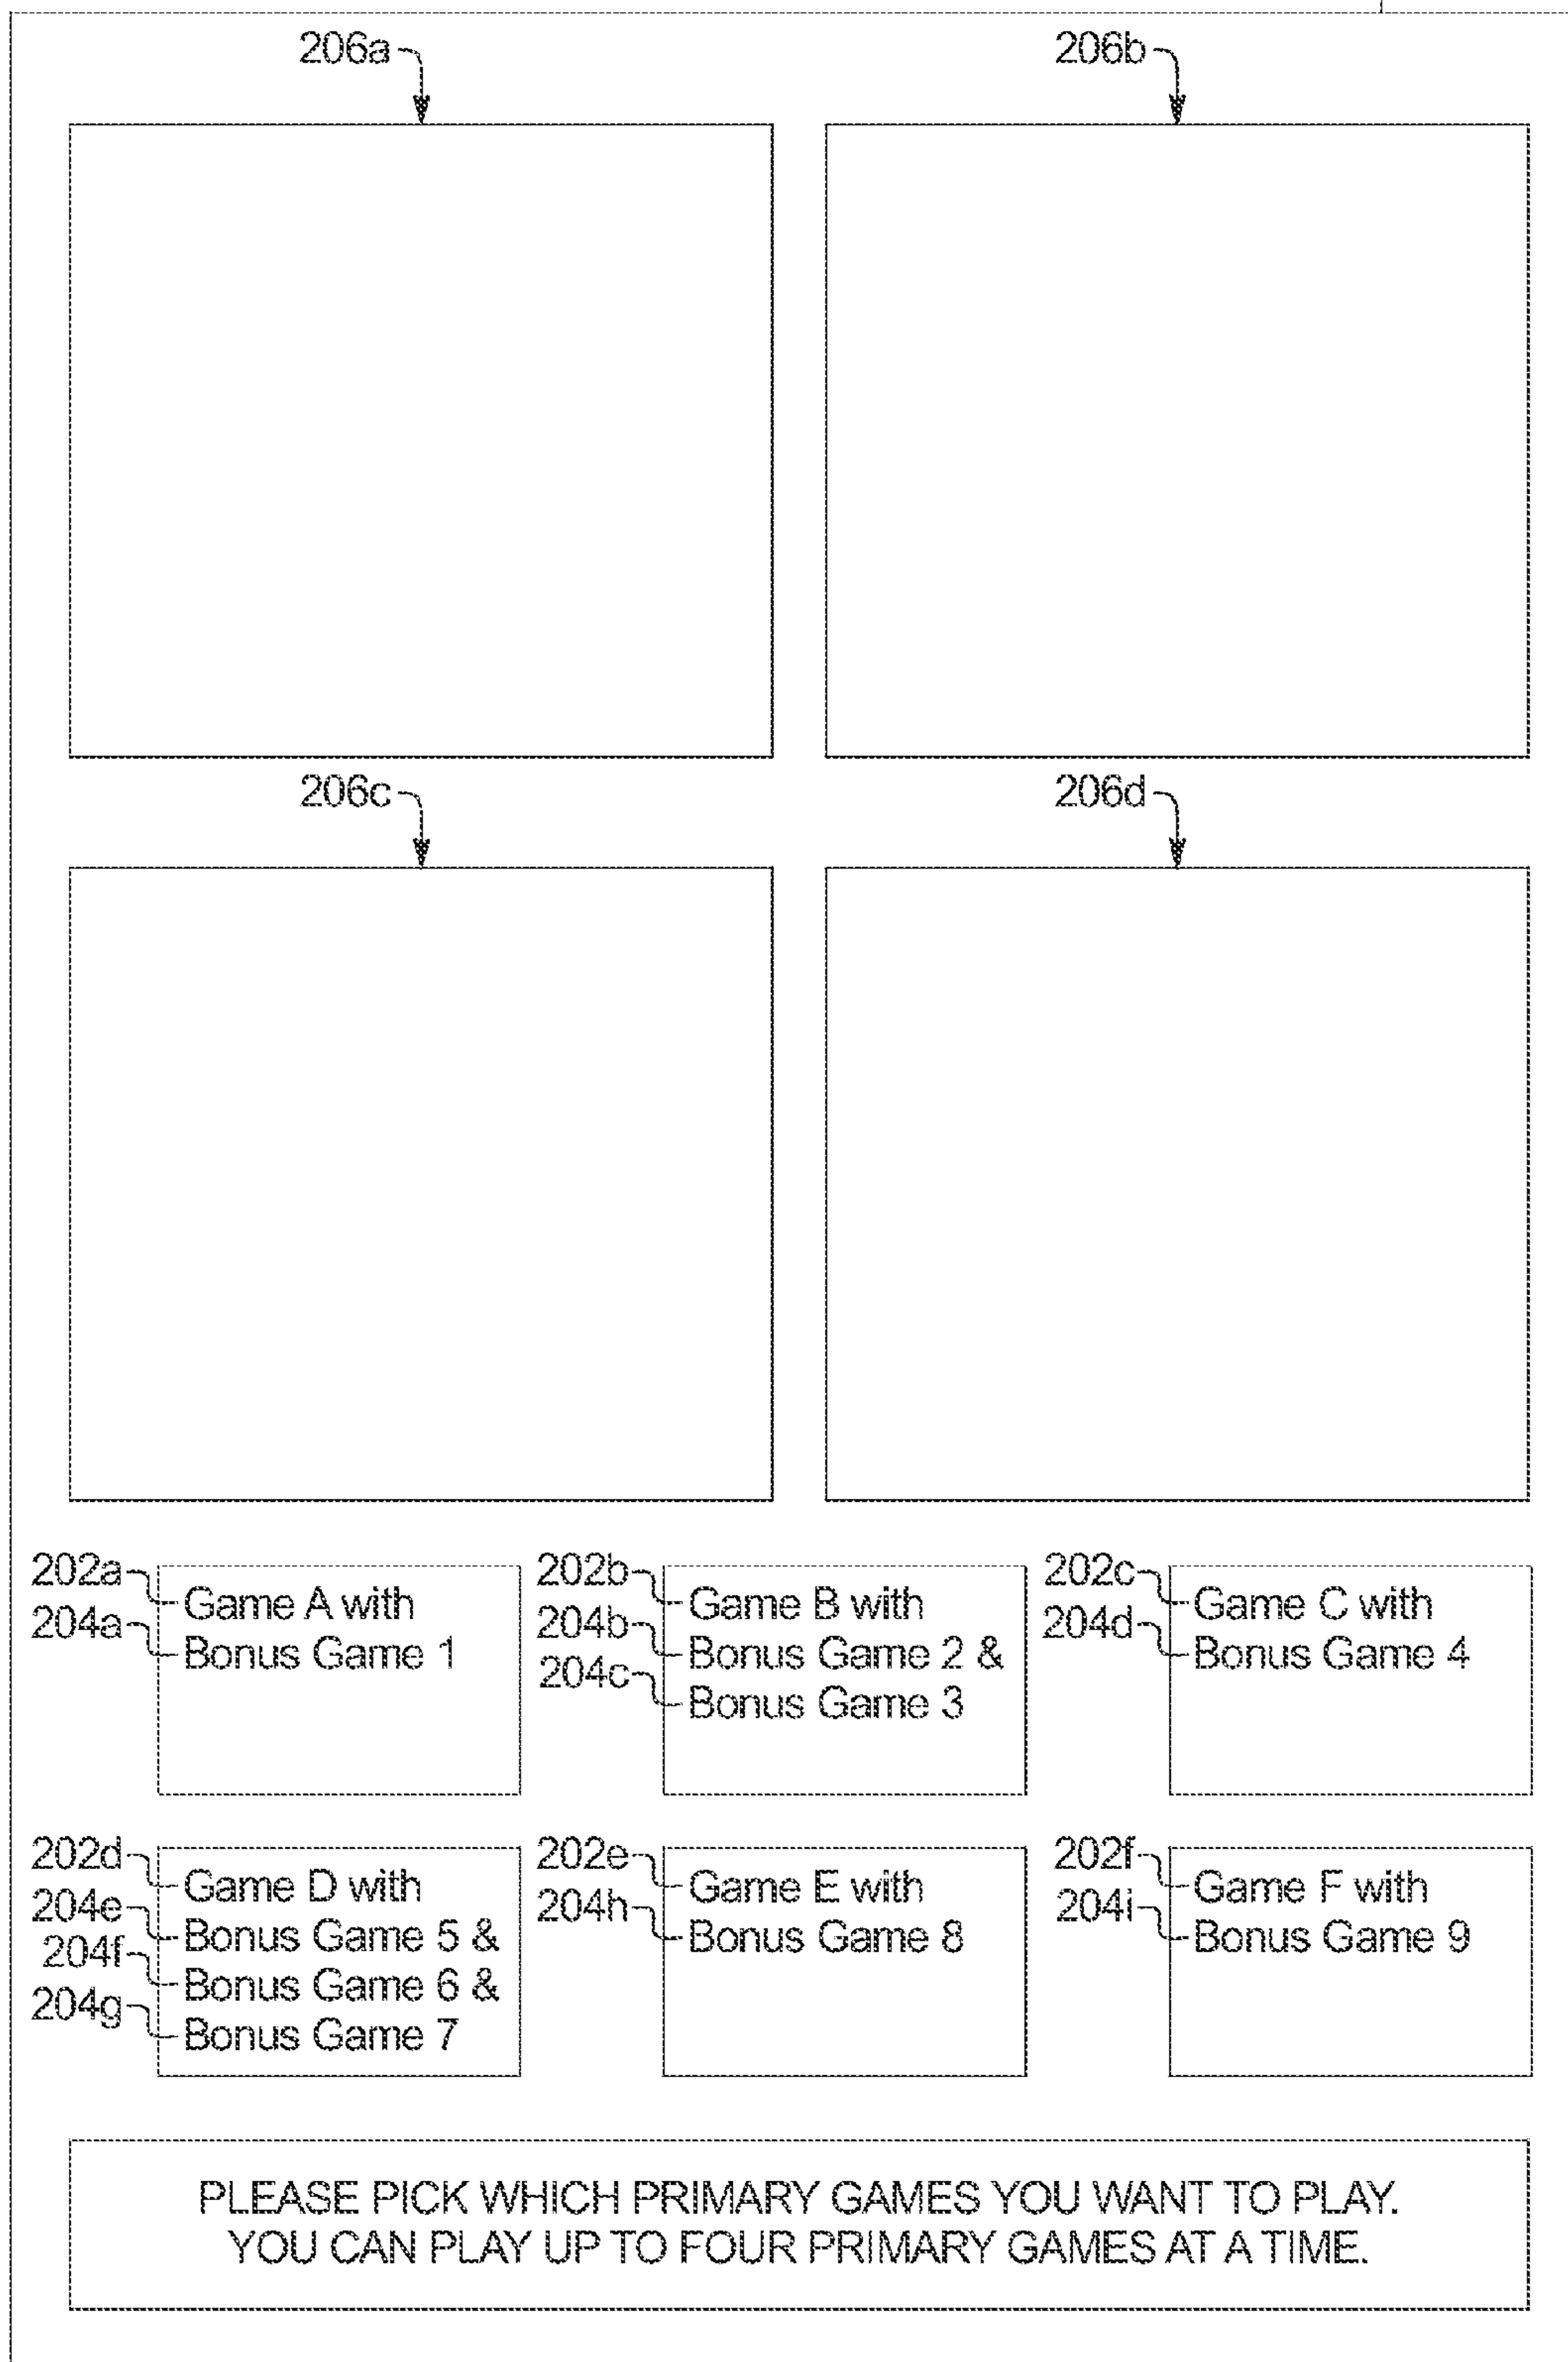 206a
206b
206c
206d
202a
204a
Game A with
Bonus Game 1
202b
204b
204c
Game B with
Bonus Game 2 &
Bonus Game 3
202c
204d
Game C with
Bonus Game 4
202d
204e
204f
204g
Game D with
Bonus Game 5 &
Bonus Game 6 &
Bonus Game 7
202e
204h
Game E with
Bonus Game 8
202f
204i
Game F with
Bonus Game 9
PLEASE PICK WHICH PRIMARY GAMES YOU WANT TO PLAY.
YOU CAN PLAY UP TO FOUR PRIMARY GAMES AT A TIME.